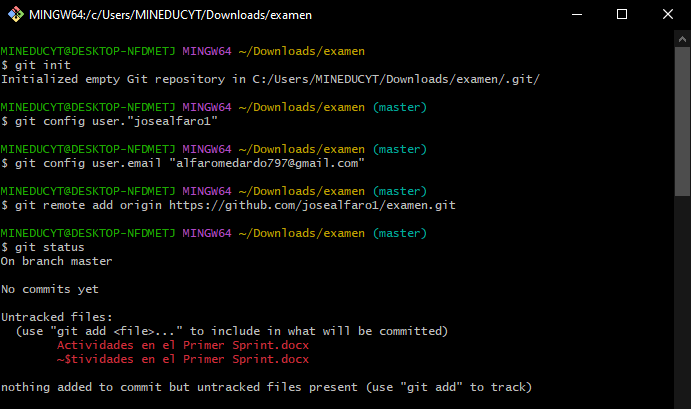 MINGW64:/c/Users/MINEDUCYT/Downloads/examen
MINEDUCYT@DESKTOP-NFDMETJ MINGW64 ~/Downloads/examen
$ git init
Initialized empty Git repository in C:/Users/MINEDUCYT/Downloads/examen/.git/
MINEDUCYT@DESKTOP-NFDMETJ MINGW64 ~/Downloads/examen (master)
$ git config user."josealfaro1"
MINEDUCYT@DESKTOP-NFDMETJ MINGW64 ~/Downloads/examen (master)
$ git config user.email "alfaromedardo797@gmail.com"
MINEDUCYT@DESKTOP-NFDMETJ MINGW64 ~/Downloads/examen (master)
$ git remote add origin https://github.com/josealfaro1/examen.git
MINEDUCYT@DESKTOP-NFDMETJ MINGW64 ~/Downloads/examen (master)
$ git status
On branch master
No commits yet
Untracked files:
(use "git add <file>..." to include in what will be committed)
Actividades en el Primer Sprint.docx
~$tividades en el Primer Sprint.docx
nothing added to commit but untracked files present (use "git add" to track)